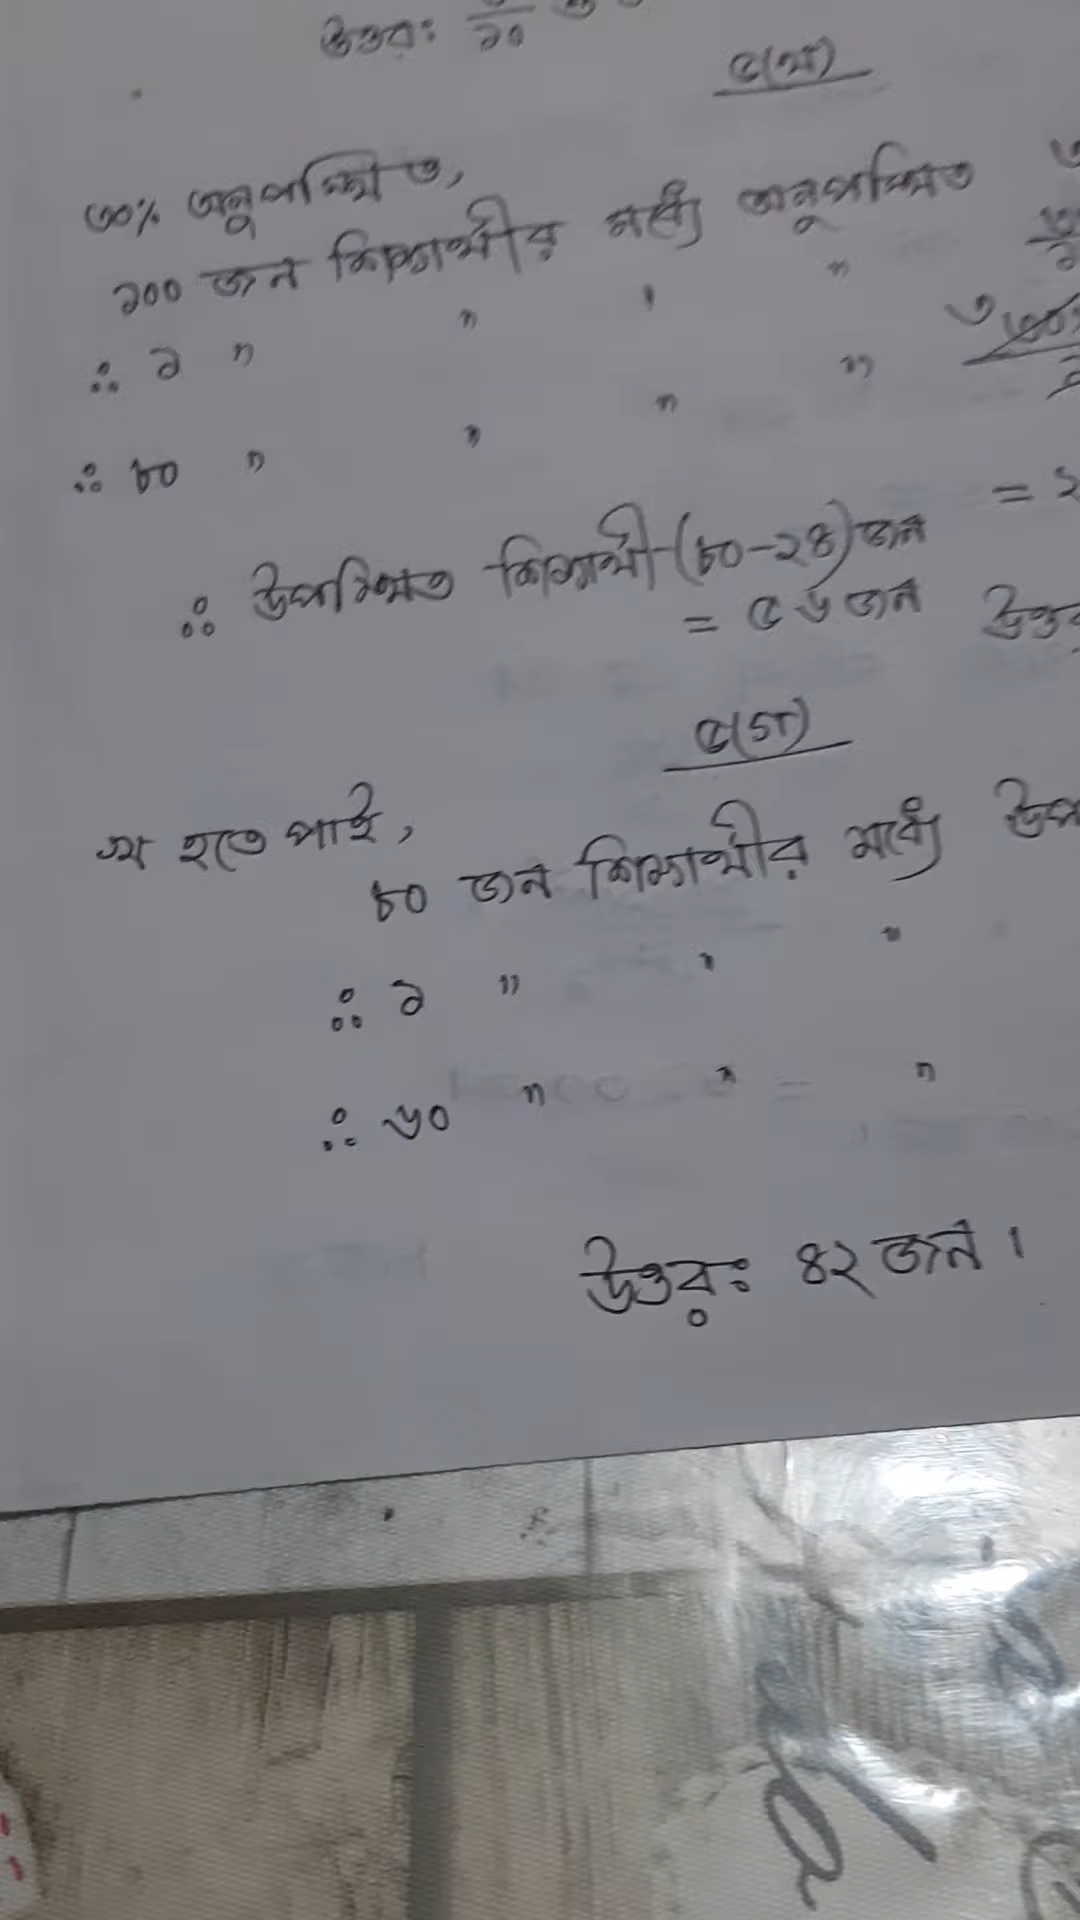 উত্তরঃ ১০
৫(খ)
৩০% অনুপস্থিত,
১০০ জন শিক্ষার্থীর মধ্যে অনুপস্থিত
∴ ১ " " " "
∴ ৮০ " " " " ৩
=
∴ উপস্থিত শিক্ষার্থী (৮০-২৪) জন
= ৫৬ জন
৫(গ)
খ হতে পাই,
৮০ জন শিক্ষার্থীর মধ্যে
∴ ১ " " "
∴ ৬০ " " "
উত্তরঃ ৪২ জন।